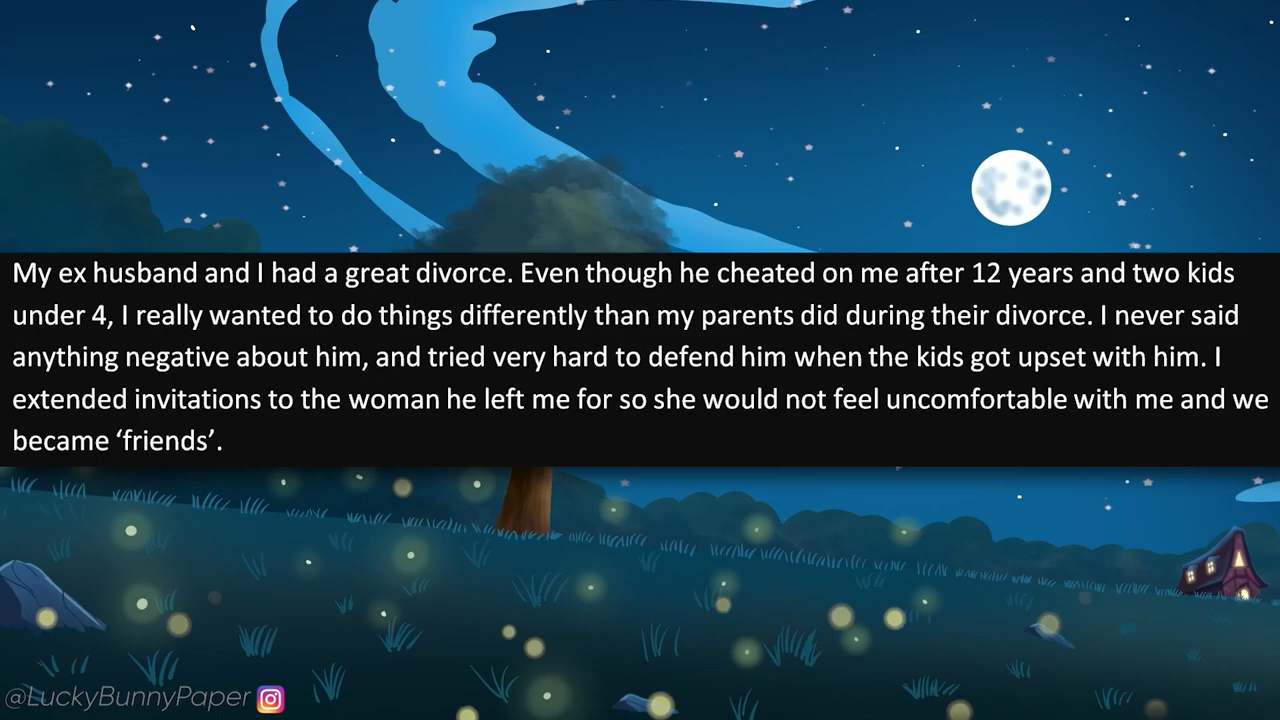 My ex husband and I had a great divorce. Even though he cheated on me after 12 years and two kids
under 4, I really wanted to do things differently than my parents did during their divorce. I never said
anything negative about him, and tried very hard to defend him when the kids got upset with him. I
extended invitations to the woman he left me for so she would not feel uncomfortable with me and we
became ‘friends’.
@LuckyBunnyPaper